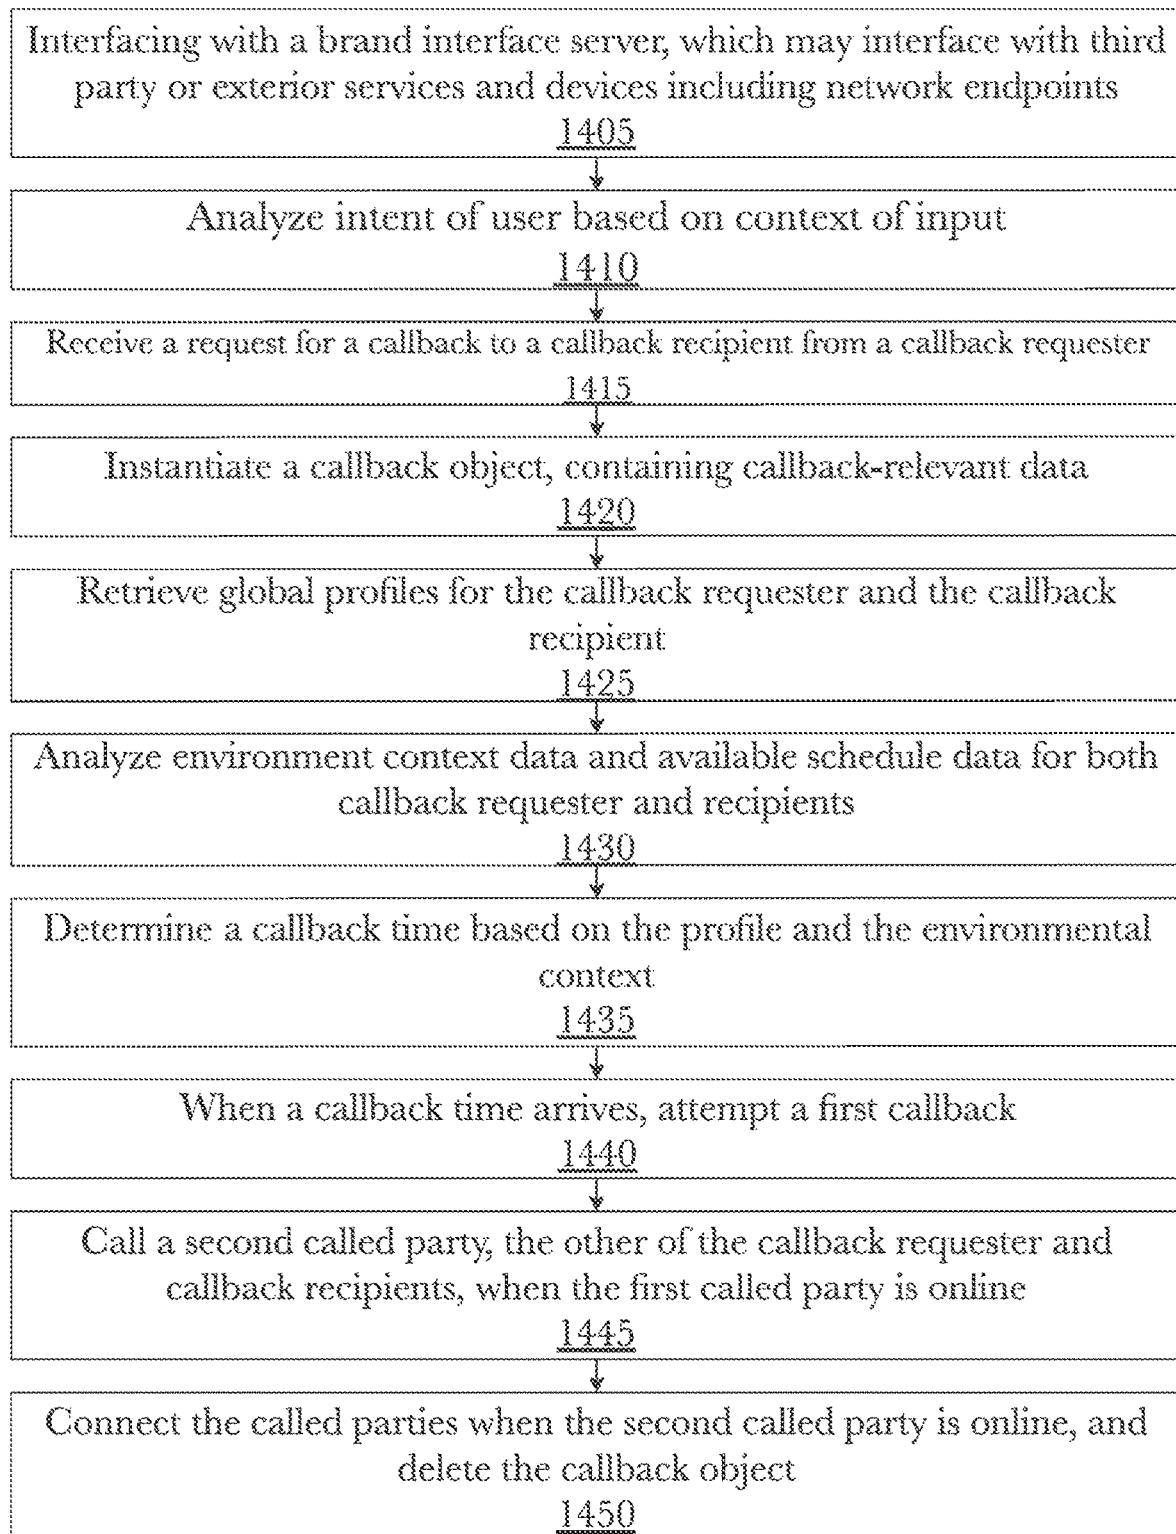 Interfacing with a brand interface server, which may interface with third
party or exterior services and devices including network endpoints
1405
Analyze intent of user based on context of input
1410
Receive a request for a callback to a callback recipient from a callback requester
1415
Instantiate a callback object, containing callback-relevant data
1420
Retrieve global profiles for the callback requester and the callback
recipient
1425
Analyze environment context data and available schedule data for both
callback requester and recipients
1430
Determine a callback time based on the profile and the environmental
context
1435
When a callback time arrives, attempt a first callback
1440
Call a second called party, the other of the callback requester and
callback recipients, when the first called party is online
1445
Connect the called parties when the second called party is online, and
delete the callback object
1450